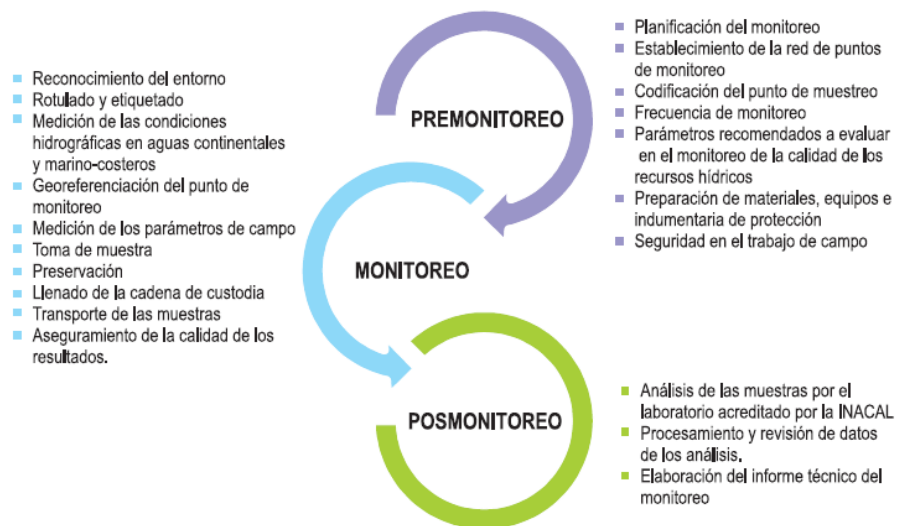 PREMONITOREO
Planificación del monitoreo
Establecimiento de la red de puntos
de monitoreo
Codificación del punto de muestreo
Frecuencia de monitoreo
Parámetros recomendados a evaluar
en el monitoreo de la calidad de los
recursos hídricos
Preparación de materiales, equipos e
indumentaria de protección
Seguridad en el trabajo de campo
Reconocimiento del entorno
Rotulado y etiquetado
Medición de las condiciones
hidrográficas en aguas continentales
y marino-costeros
Georeferenciación del punto de
monitoreo
Medición de los parámetros de campo
Toma de muestra
Preservación
Llenado de la cadena de custodia
Transporte de las muestras
Aseguramiento de la calidad de los
resultados.
MONITOREO
POSMONITOREO
Análisis de las muestras por el
laboratorio acreditado por la INACAL
Procesamiento y revisión de datos
de los análisis.
Elaboración del informe técnico del
monitoreo